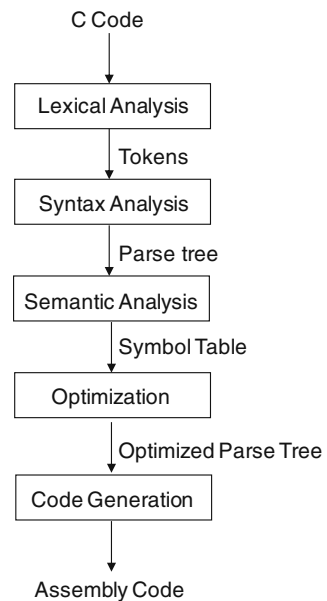 C Code
Lexical Analysis
Tokens
Syntax Analysis
Parse tree
Semantic Analysis
Symbol Table
Optimization
Optimized Parse Tree
Code Generation
Assembly Code